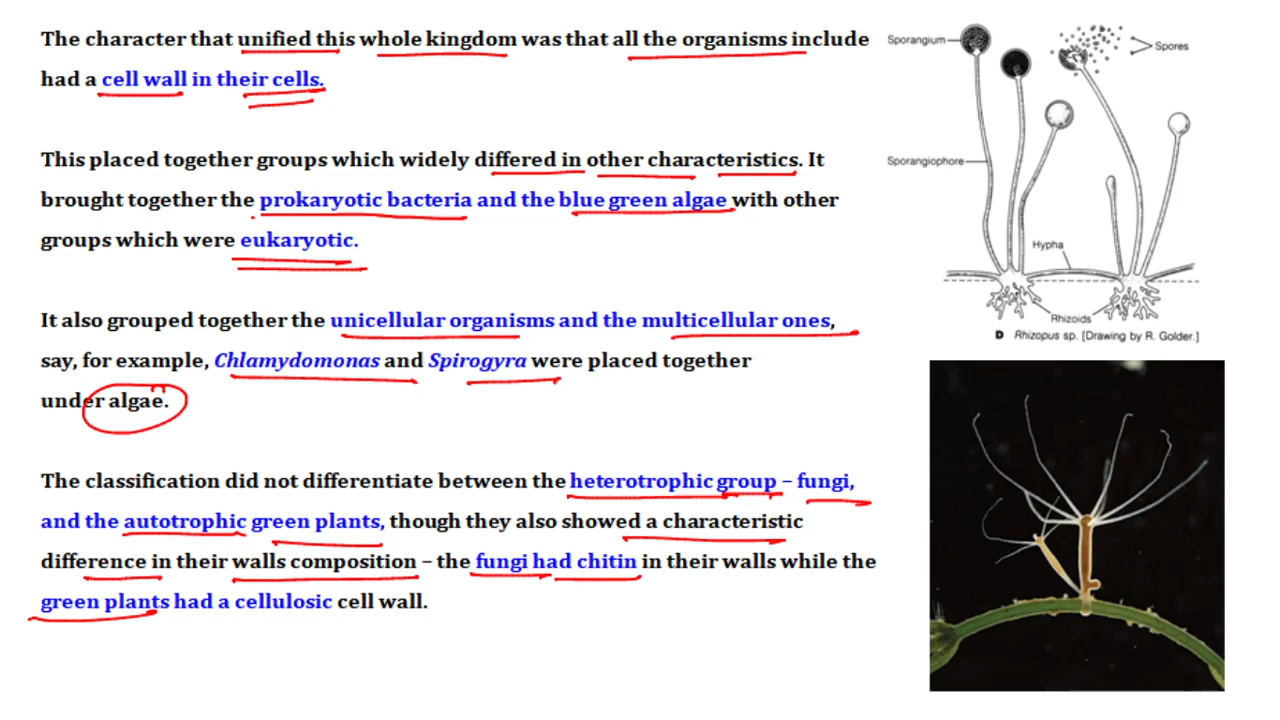 The character that unified this whole kingdom was that all the organisms include
had a cell wall in their cells.
This placed together groups which widely differed in other characteristics. It
brought together the prokaryotic bacteria and the blue green algae with other
groups which were eukaryotic.
It also grouped together the unicellular organisms and the multicellular ones,
say, for example, Chlamydomonas and Spirogyra were placed together
under algae.
The classification did not differentiate between the heterotrophic group – fungi,
and the autotrophic green plants, though they also showed a characteristic
difference in their walls composition – the fungi had chitin in their walls while the
green plants had a cellulosic cell wall.
Sporangium
Spores
Sporangiophore
Hypha
Rhizoids
D Rhizopus sp. [Drawing by R. Golder.]